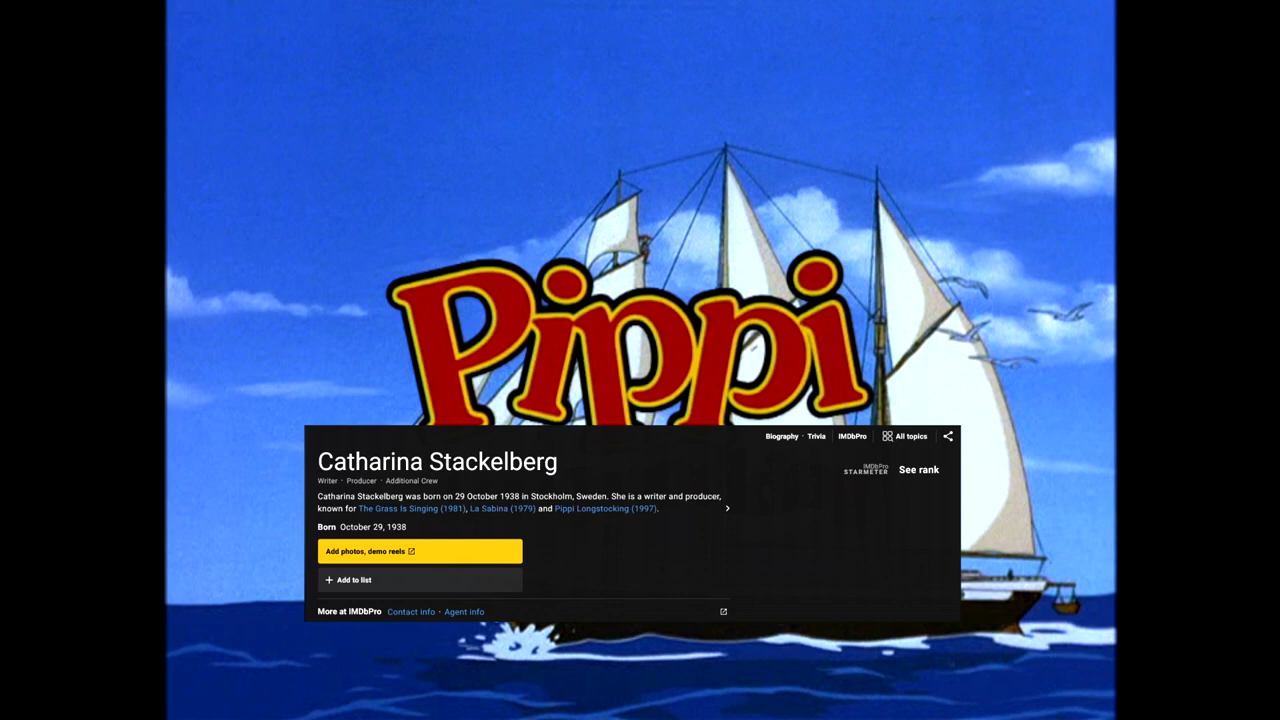 Pippi
Biography · Trivia IMDbPro All topics
Catharina Stackelberg
IMDbPro
STARMETER See rank
Writer · Producer · Additional Crew
Catharina Stackelberg was born on 29 October 1938 in Stockholm, Sweden. She is a writer and producer,
known for The Grass Is Singing (1981), La Sabina (1979) and Pippi Longstocking (1997).
Born October 29, 1938
Add photos, demo reels
+ Add to list
More at IMDbPro Contact info · Agent info